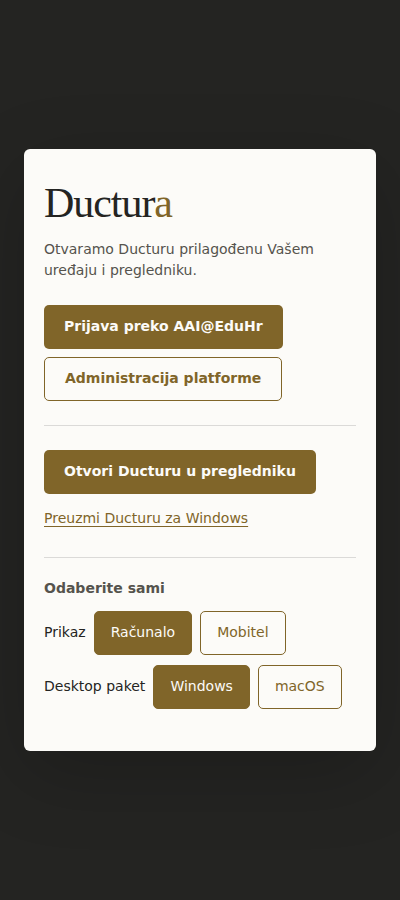 Ductura
Otvaramo Ducturu prilagođenu Vašem
uređaju i pregledniku.
Prijava preko AAI@EduHr
Administracija platforme
Otvori Ducturu u pregledniku
Preuzmi Ducturu za Windows
Odaberite sami
Prikaz Računalo Mobitel
Desktop paket Windows macOS